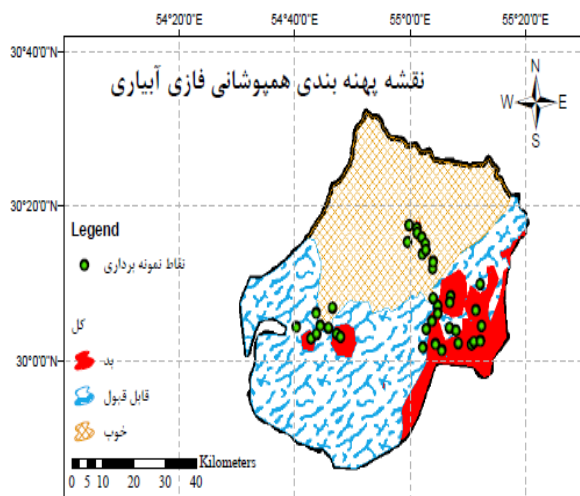 54°20'0"E 54°40'0"E 55°00'0"E 55°20'0"E
30°40'0"N
نقشه پهنه بندی همپوشانی فازی آبیاری
N
W E
S
30°20'0"N
Legend
نقاط نمونه برداری
کل
30°0'0"N
بد
قابل قبول
خوب
Kilometers
0 5 10 20 30 40